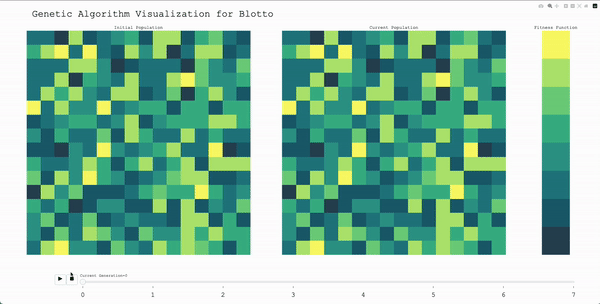 Genetic Algorithm Visualization for Blotto
Initial Population
Current Population
Fitness Function
Current Generation=0
0 1 2 3 4 5 6 7